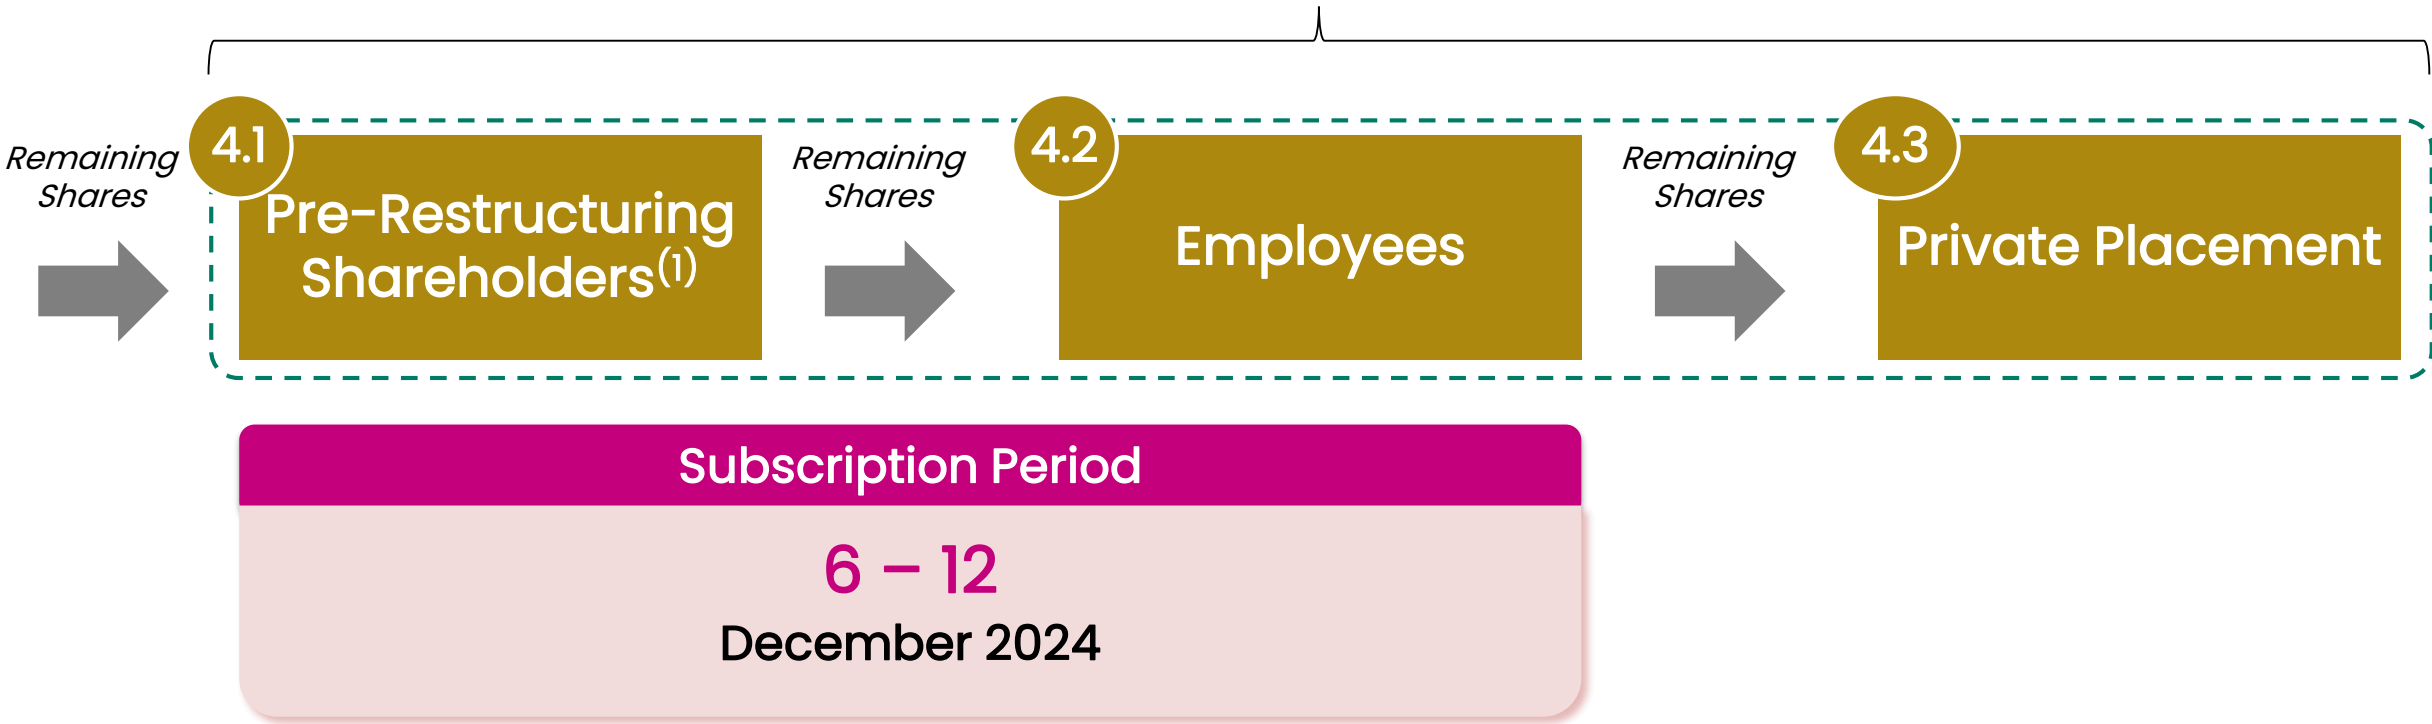 Remaining
Shares
4.1
Pre-Restructuring
Shareholders(1)
Remaining
Shares
4.2
Employees
Remaining
Shares
4.3
Private Placement
Subscription Period
6 – 12
December 2024